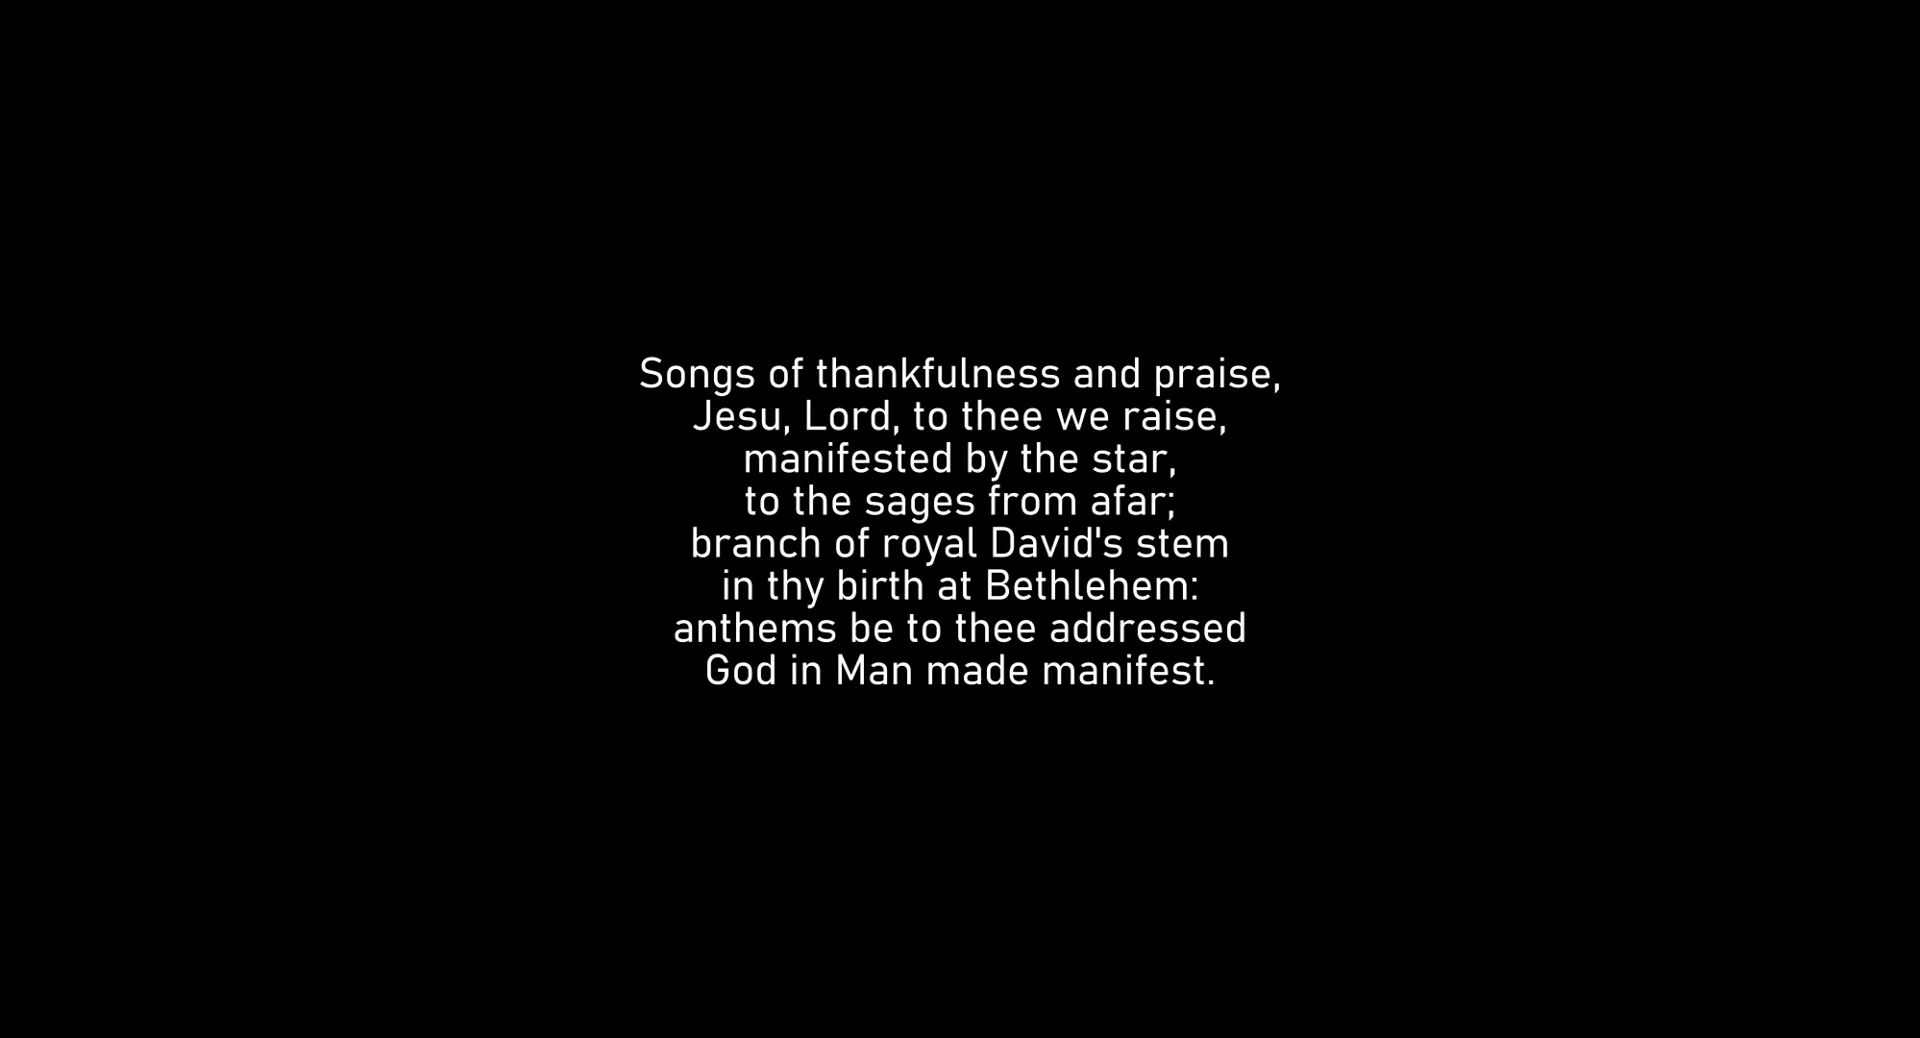 Songs of thankfulness and praise,
Jesu, Lord, to thee we raise,
manifested by the star,
to the sages from afar;
branch of royal David's stem
in thy birth at Bethlehem:
anthems be to thee addressed
God in Man made manifest.